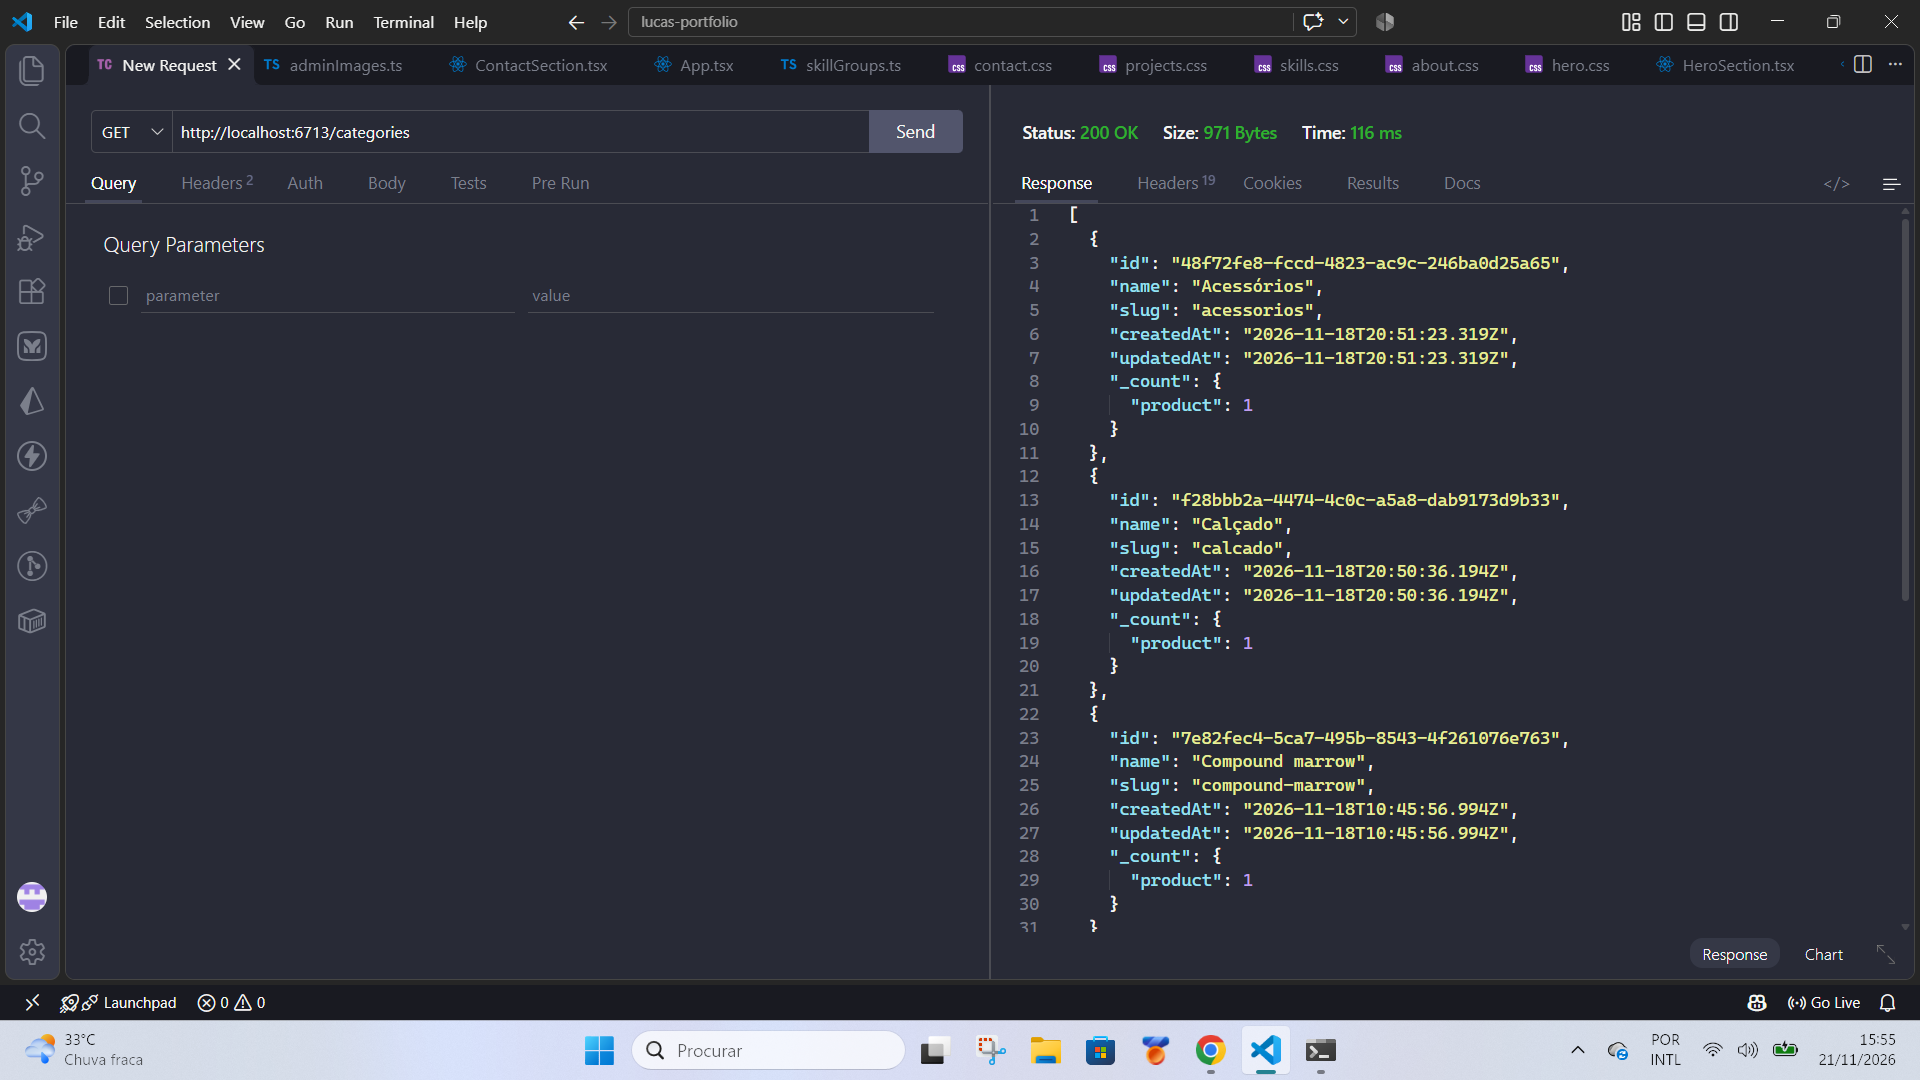 File Edit Selection View Go Run Terminal Help
lucas-portfolio
TC New Request
TS adminImages.ts
ContactSection.tsx
App.tsx
TS skillGroups.ts
css contact.css
css projects.css
css skills.css
css about.css
css hero.css
HeroSection.tsx
GET http://localhost:6713/categories Send
Query Headers 2 Auth Body Tests Pre Run
Query Parameters
parameter value
Status: 200 OK Size: 971 Bytes Time: 116 ms
Response Headers 19 Cookies Results Docs
</>
1 [
2 {
3 "id": "48f72fe8-fccd-4823-ac9c-246ba0d25a65",
4 "name": "Acessórios",
5 "slug": "acessorios",
6 "createdAt": "2026-11-18T20:51:23.319Z",
7 "updatedAt": "2026-11-18T20:51:23.319Z",
8 "_count": {
9 "product": 1
10 }
11 },
12 {
13 "id": "f28bbb2a-4474-4c0c-a5a8-dab9173d9b33",
14 "name": "Calçado",
15 "slug": "calcado",
16 "createdAt": "2026-11-18T20:50:36.194Z",
17 "updatedAt": "2026-11-18T20:50:36.194Z",
18 "_count": {
19 "product": 1
20 }
21 },
22 {
23 "id": "7e82fec4-5ca7-495b-8543-4f261076e763",
24 "name": "Compound marrow",
25 "slug": "compound-marrow",
26 "createdAt": "2026-11-18T10:45:56.994Z",
27 "updatedAt": "2026-11-18T10:45:56.994Z",
28 "_count": {
29 "product": 1
30 }
31 }
Response Chart
Launchpad 0 0
Go Live
33°C
Chuva fraca
Procurar
POR
INTL
15:55
21/11/2026